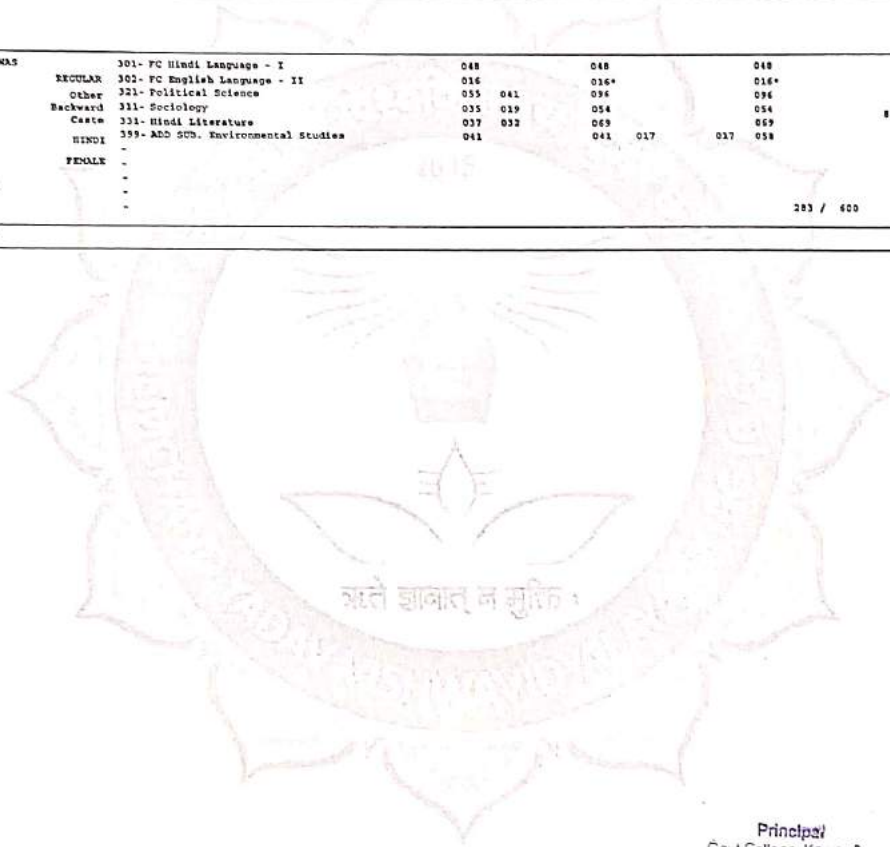 301- FC Hindi Language - I 048 048 048
REGULAR 302- FC English Language - II 016 016* 016*
Other 321- Political Science 055 041 096 096
Backward 311- Sociology 035 019 054 054
Caste 331- Hindi Literature 037 032 069 069
HINDI 399- ADD SUB. Environmental Studies 041 041 017 017 058
-
FEMALE -
-
-
- 283 / 600
ऋते ज्ञानात् न मुक्तिः
Principal